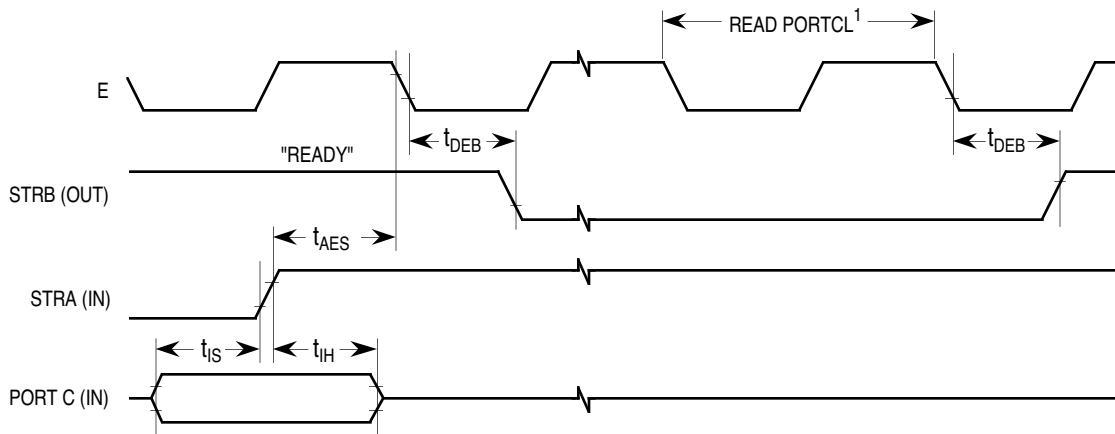 READ PORTCL1
E
tDEB
tDEB
"READY"
STRB (OUT)
tAES
STRA (IN)
tIS
tIH
PORT C (IN)